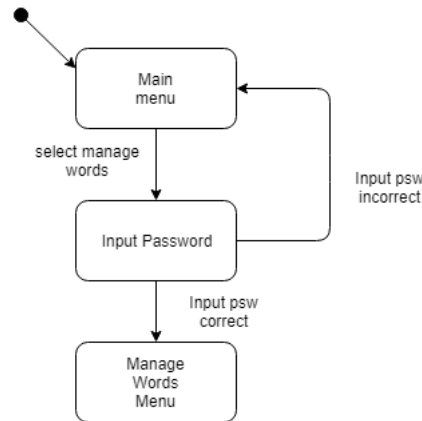 Main
menu
select manage
words
Input psw
incorrect
Input Password
Input psw
correct
Manage
Words
Menu